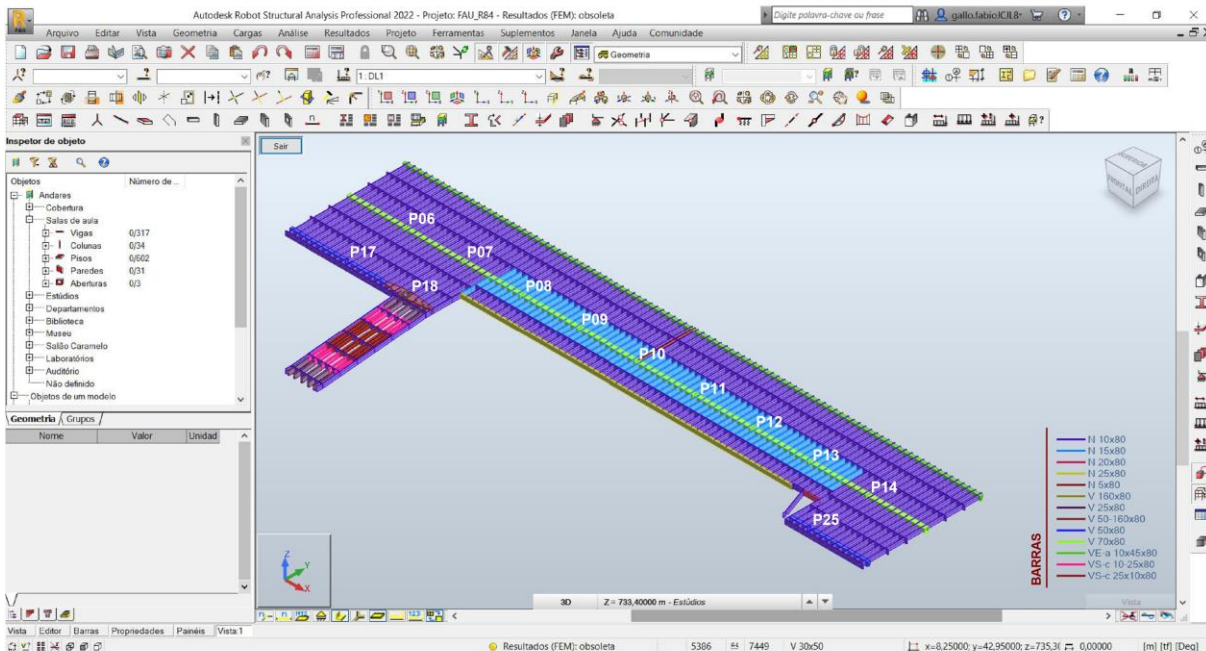 Autodesk Robot Structural Analysis Professional 2022 - Projeto: FAU_R84 - Resultados (FEM): obsoleta
Digite palavra-chave ou frase
gallo.fabioJCJL8
Arquivo Editar Vista Geometria Cargas Análise Resultados Projeto Ferramentas Suplementos Janela Ajuda Comunidade
Geometria
1: DL1
Inspetor de objeto
Sair
Objetos Número de ...
Andares
Cobertura
Salas de aula
Vigas 0/317
Colunas 0/34
Pisos 0/602
Paredes 0/31
Aberturas 0/3
Estúdios
Departamentos
Biblioteca
Museu
Salão Caramelo
Laboratórios
Auditório
Não definido
Objetos de um modelo
Geometria Grupos
Nome Valor Unidad
SUPERIOR
FRONTAL DIREITA
P06
P17
P07
P18
P08
P09
P10
P11
P12
P13
P14
P25
BARRAS
N 10x80
N 15x80
N 20x80
N 25x80
N 5x80
V 160x80
V 25x80
V 50-160x80
V 50x80
V 70x80
VE-a 10x45x80
VS-c 10-25x80
VS-c 25x10x80
Z
Y
X
3D Z = 733,40000 m - Estúdios
Vista
Vista Editor Barras Propriedades Painéis Vista:1
Resultados (FEM): obsoleta 5386 7449 V 30x50 x=8,25000; y=42,95000; z=735,3( 0,00000 [m] [tf] [Deg]